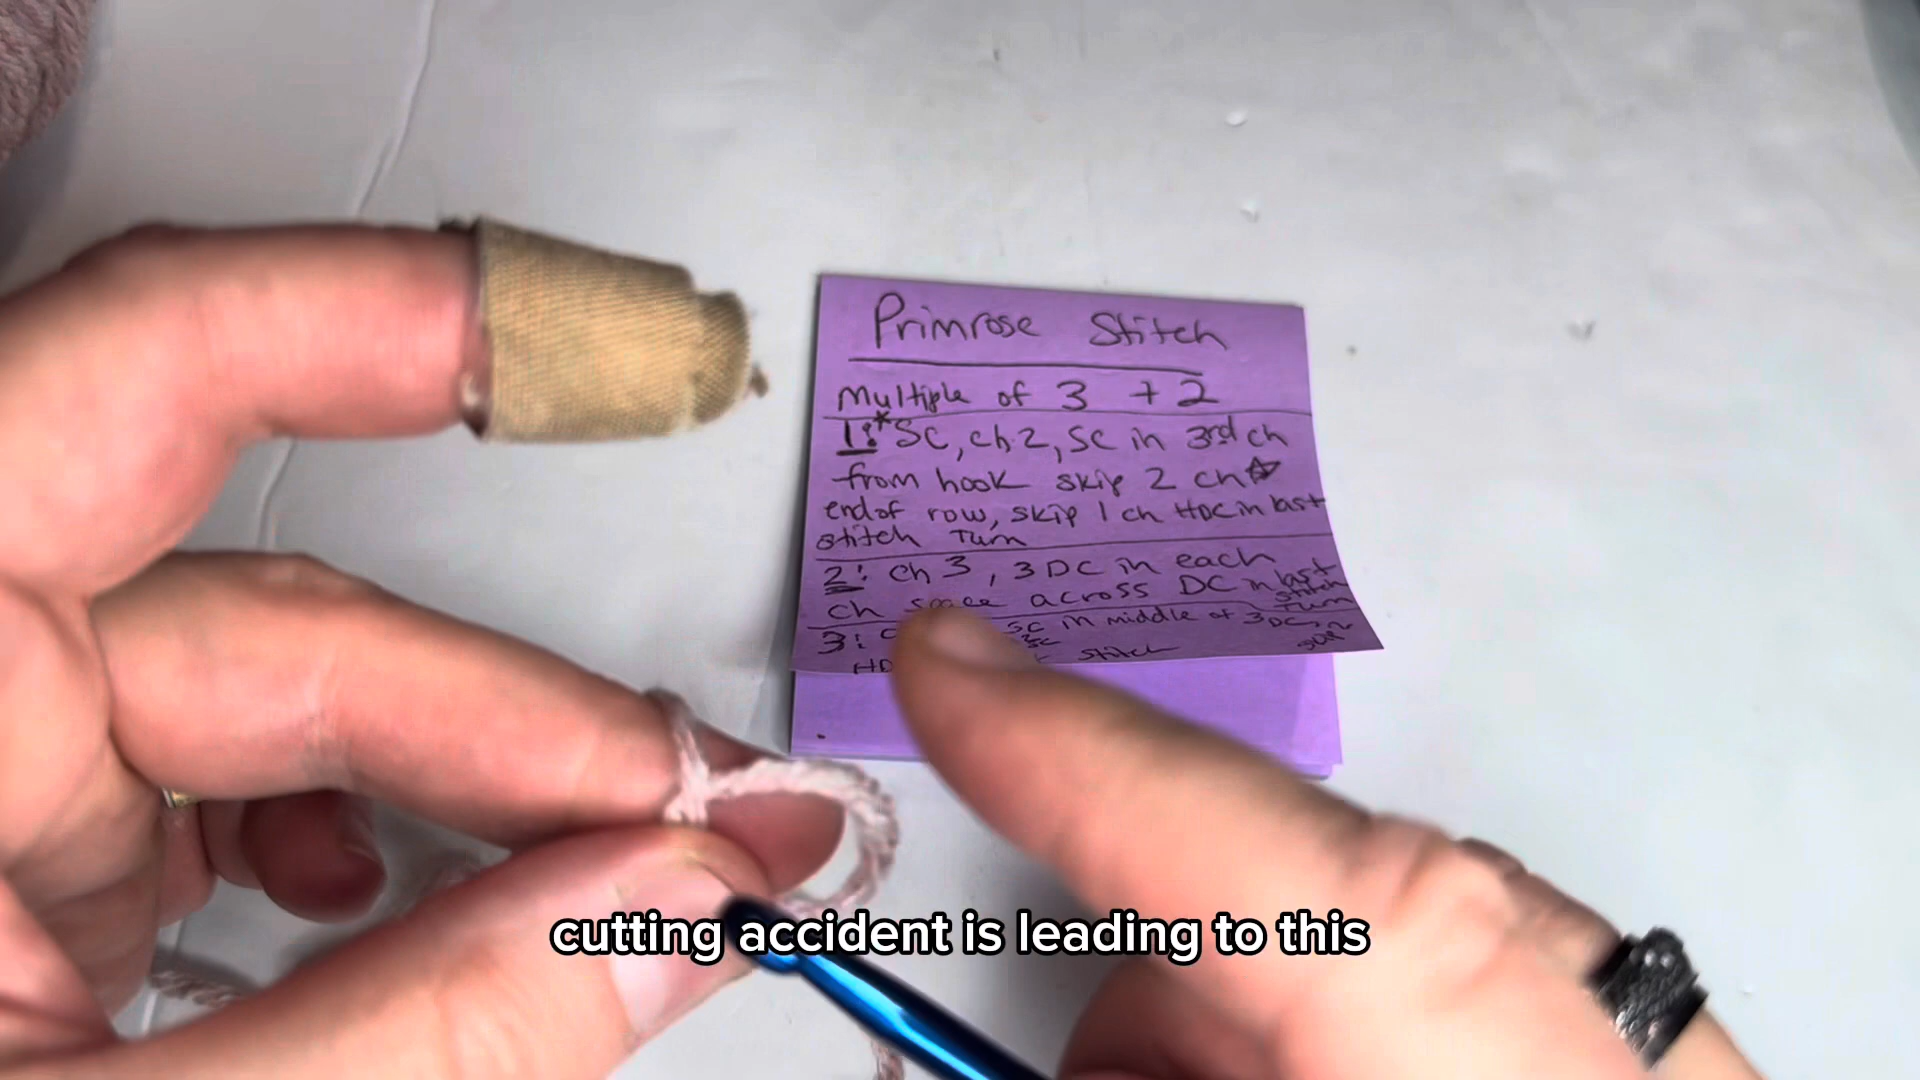 Primrose Stitch
Multiple of 3 + 2
1:* SC, ch 2, SC in 3rd ch
from hook skip 2 ch☆
end of row, skip 1 ch HDC in last
stitch Turn
2: ch 3, 3 DC in each
ch space across DC in last
stitch
Turn
3: SC in middle of 3 DCs
HD stitch
cutting accident is leading to this